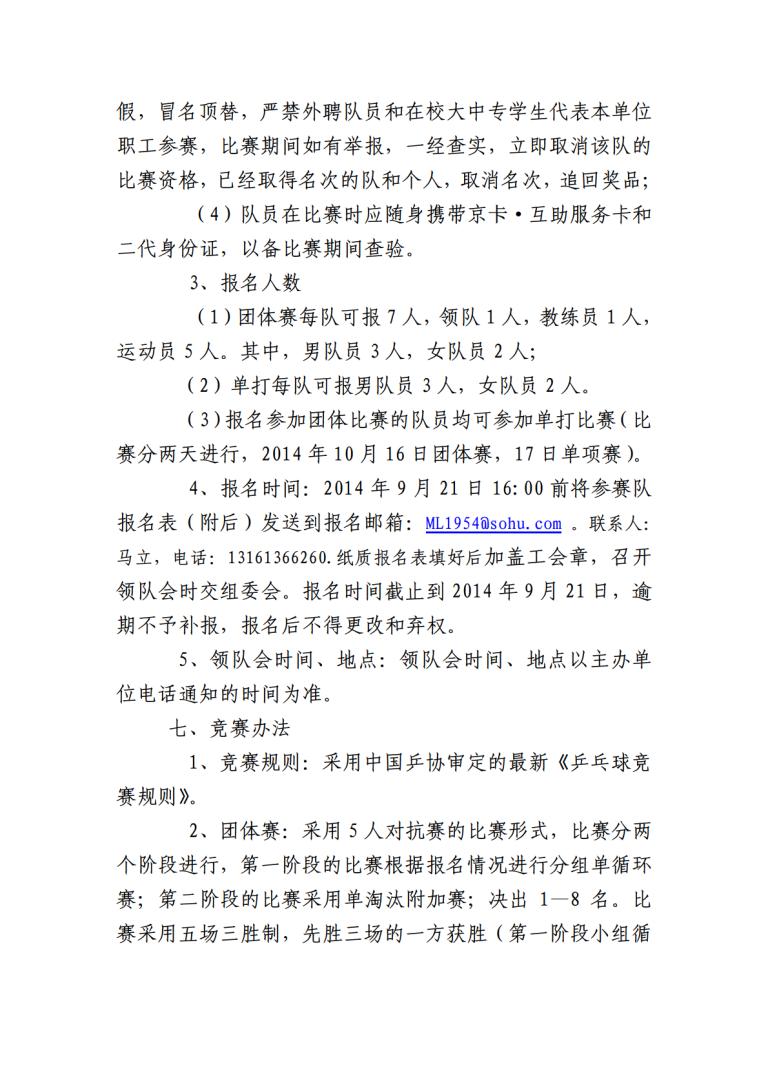 假，冒名顶替，严禁外聘队员和在校大中专学生代表本单位
职工参赛，比赛期间如有举报，一经查实，立即取消该队的
比赛资格，已经取得名次的队和个人，取消名次，追回奖品；
（4）队员在比赛时应随身携带京卡·互助服务卡和
二代身份证，以备比赛期间查验。
3、报名人数
（1）团体赛每队可报 7 人，领队 1 人，教练员 1 人，
运动员 5 人。其中，男队员 3 人，女队员 2 人；
（2）单打每队可报男队员 3 人，女队员 2 人。
（3）报名参加团体比赛的队员均可参加单打比赛（比
赛分两天进行，2014 年 10 月 16 日团体赛，17 日单项赛）。
4、报名时间：2014 年 9 月 21 日 16:00 前将参赛队
报名表（附后）发送到报名邮箱：ML1954@sohu.com 。联系人：
马立，电话：13161366260.纸质报名表填好后加盖工会章，召开
领队会时交组委会。报名时间截止到 2014 年 9 月 21 日，逾
期不予补报，报名后不得更改和弃权。
5、领队会时间、地点：领队会时间、地点以主办单
位电话通知的时间为准。
七、竞赛办法
1、竞赛规则：采用中国乒协审定的最新《乒乓球竞
赛规则》。
2、团体赛：采用 5 人对抗赛的比赛形式，比赛分两
个阶段进行，第一阶段的比赛根据报名情况进行分组单循环
赛；第二阶段的比赛采用单淘汰附加赛；决出 1—8 名。比
赛采用五场三胜制，先胜三场的一方获胜（第一阶段小组循